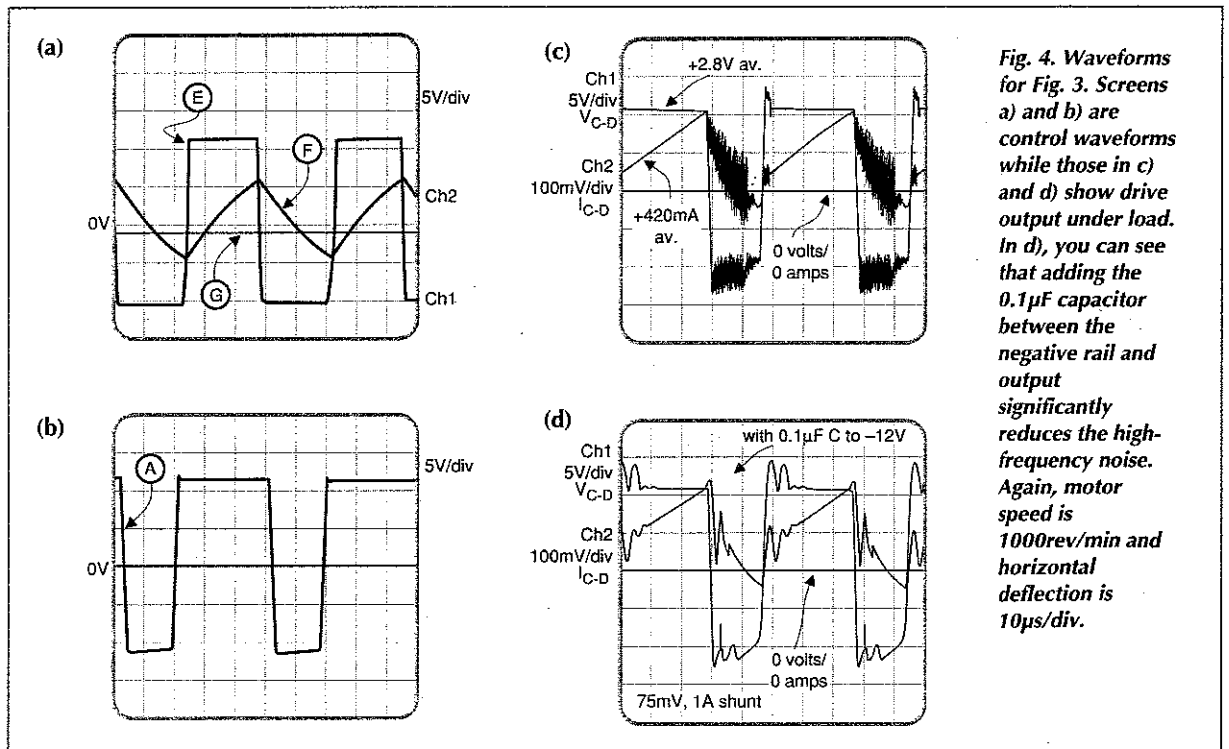 (a)
E
F
G
5V/div
Ch2
0V
Ch1
(b)
A
5V/div
0V
(c)
+2.8V av.
Ch1
5V/div
V_C-D
Ch2
100mV/div
I_C-D
+420mA
av.
0 volts/
0 amps
(d)
with 0.1µF C to –12V
Ch1
5V/div
V_C-D
Ch2
100mV/div
I_C-D
0 volts/
0 amps
75mV, 1A shunt
Fig. 4. Waveforms
for Fig. 3. Screens
a) and b) are
control waveforms
while those in c)
and d) show drive
output under load.
In d), you can see
that adding the
0.1µF capacitor
between the
negative rail and
output
significantly
reduces the high-
frequency noise.
Again, motor
speed is
1000rev/min and
horizontal
deflection is
10µs/div.